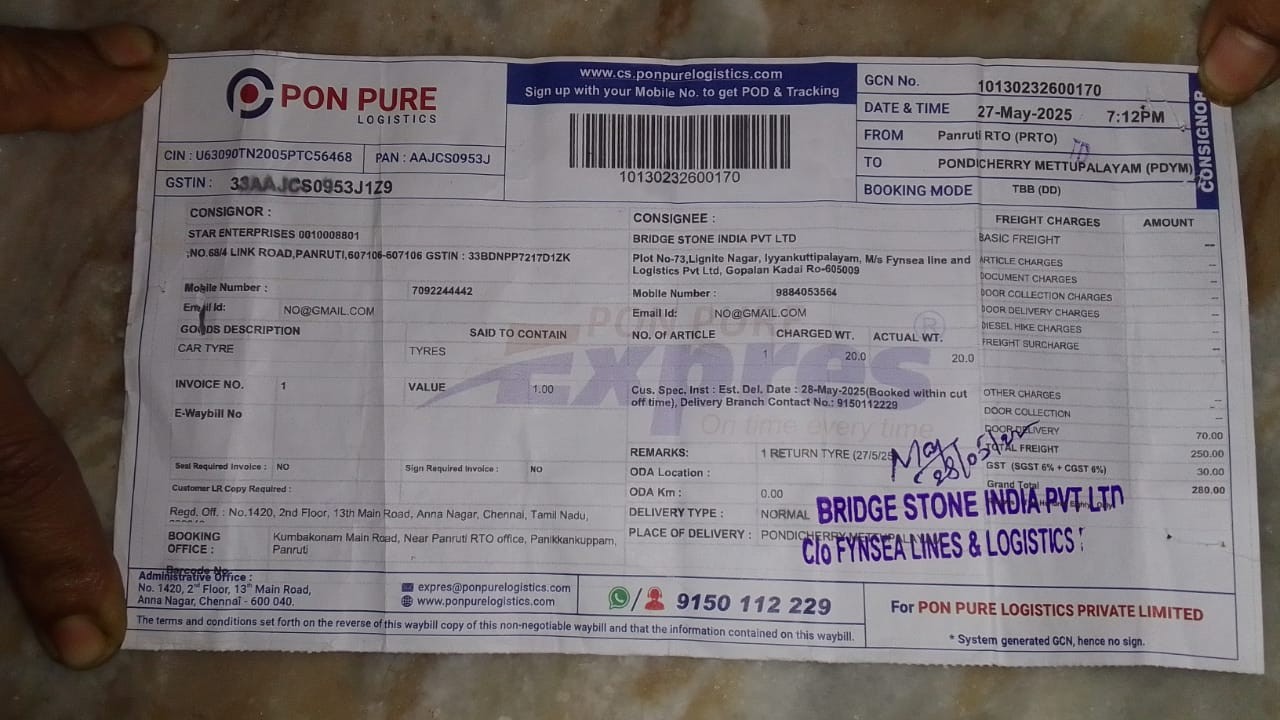 PON PURE
LOGISTICS
www.cs.ponpurelogistics.com
Sign up with your Mobile No. to get POD & Tracking
10130232600170
GCN No. 10130232600170
DATE & TIME 27-May-2025 7:12PM
FROM Panruti RTO (PRTO)
TO PONDICHERRY METTUPALAYAM (PDYM)
BOOKING MODE TBB (DD)
CONSIGNOR
CIN : U63090TN2005PTC56468 PAN : AAJCS0953J
GSTIN : 33AAJCS0953J1Z9
CONSIGNOR :
STAR ENTERPRISES 0010008801
;NO.68/4 LINK ROAD,PANRUTI,607106-607106 GSTIN : 33BDNPP7217D1ZK
Mobile Number : 7092244442
Email Id: NO@GMAIL.COM
GOODS DESCRIPTION SAID TO CONTAIN
CAR TYRE TYRES
INVOICE NO. 1 VALUE 1.00
E-Waybill No
Seal Required Invoice : NO Sign Required Invoice : NO
Customer LR Copy Required :
Regd. Off. : No.1420, 2nd Floor, 13th Main Road, Anna Nagar, Chennai, Tamil Nadu,
BOOKING OFFICE : Kumbakonam Main Road, Near Panruti RTO office, Panikkankuppam,
Panruti
Barcode No.
CONSIGNEE :
BRIDGE STONE INDIA PVT LTD
Plot No-73,Lignite Nagar, Iyyankuttipalayam, M/s Fynsea line and
Logistics Pvt Ltd, Gopalan Kadai Ro-605009
Mobile Number : 9884053564
Email Id: NO@GMAIL.COM
NO. OF ARTICLE CHARGED WT. ACTUAL WT.
1 20.0 20.0
Cus. Spec. Inst : Est. Del. Date : 28-May-2025(Booked within cut
off time), Delivery Branch Contact No.: 9150112229
REMARKS: 1 RETURN TYRE (27/5/25
ODA Location :
ODA Km : 0.00
DELIVERY TYPE : NORMAL
PLACE OF DELIVERY : PONDICHERRY
PON PURE
Expres ®
On time every time
FREIGHT CHARGES AMOUNT
BASIC FREIGHT --
ARTICLE CHARGES
DOCUMENT CHARGES --
DOOR COLLECTION CHARGES --
DOOR DELIVERY CHARGES --
DIESEL HIKE CHARGES --
FREIGHT SURCHARGE --
OTHER CHARGES --
DOOR COLLECTION --
DOOR DELIVERY 70.00
TOTAL FREIGHT 250.00
GST (SGST 6% + CGST 6%) 30.00
Grand Total 280.00
BRIDGE STONE INDIA PVT LTD
C/o FYNSEA LINES & LOGISTICS
Administrative Office :
No. 1420, 2nd Floor, 13th Main Road,
Anna Nagar, Chennai - 600 040.
expres@ponpurelogistics.com
www.ponpurelogistics.com
9150 112 229
For PON PURE LOGISTICS PRIVATE LIMITED
* System generated GCN, hence no sign.
The terms and conditions set forth on the reverse of this waybill copy of this non-negotiable waybill and that the information contained on this waybill.